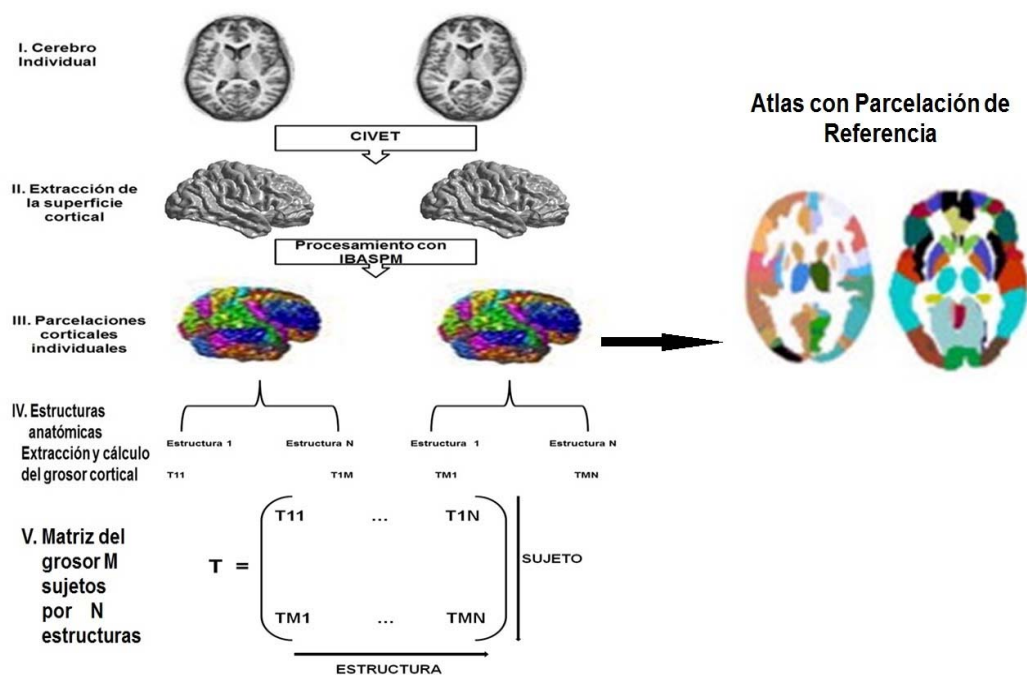 I. Cerebro
Individual
CIVET
Atlas con Parcelación de
Referencia
II. Extracción de
la superficie
cortical
Procesamiento con
IBASPM
III. Parcelaciones
corticales
individuales
IV. Estructuras
anatómicas
Extracción y cálculo
del grosor cortical
Estructura 1
Estructura N
Estructura 1
Estructura N
T11
T1M
TM1
TMN
V. Matriz del
grosor M
sujetos
por N
estructuras
T =
T11 ... T1N
TM1 ... TMN
SUJETO
ESTRUCTURA